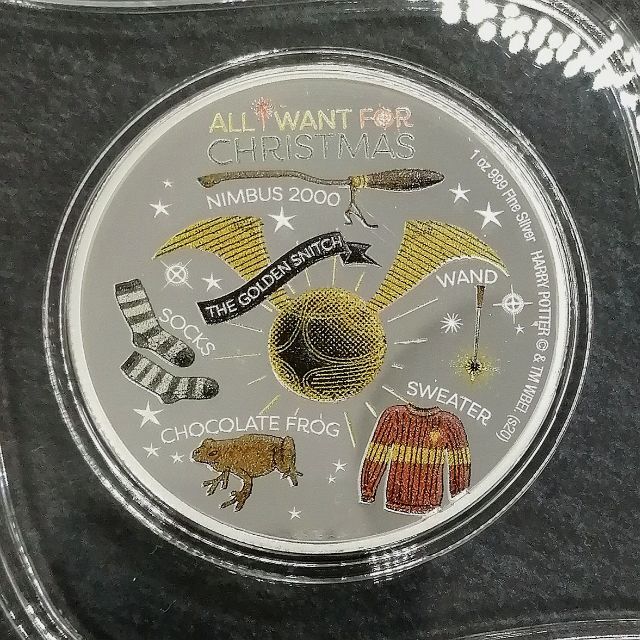 ALL I WANT FOR
CHRISTMAS
NIMBUS 2000
THE GOLDEN SNITCH
WAND
SOCKS
SWEATER
CHOCOLATE FROG
1 oz 999 Fine Silver HARRY POTTER © & TM WBEI. (s20)